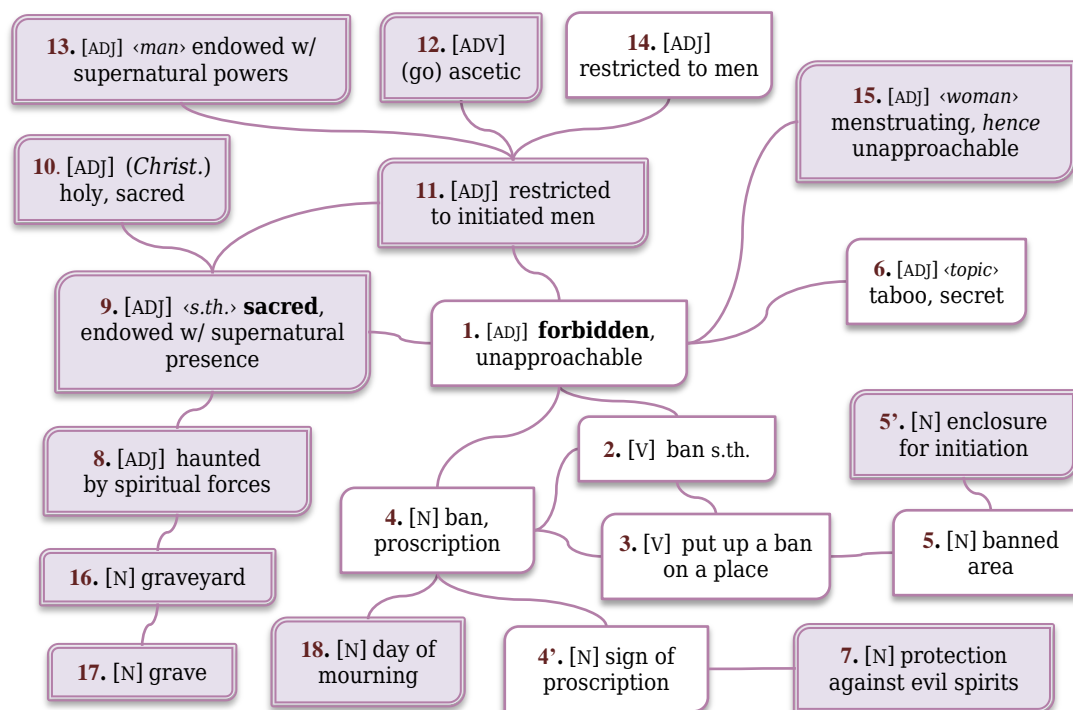 13. [ADJ] ‹man› endowed w/
supernatural powers
12. [ADV]
(go) ascetic
14. [ADJ]
restricted to men
15. [ADJ] ‹woman›
menstruating, hence
unapproachable
10. [ADJ] (Christ.)
holy, sacred
11. [ADJ] restricted
to initiated men
6. [ADJ] ‹topic›
taboo, secret
9. [ADJ] ‹s.th.› sacred,
endowed w/ supernatural
presence
1. [ADJ] forbidden,
unapproachable
5’. [N] enclosure
for initiation
2. [V] ban s.th.
8. [ADJ] haunted
by spiritual forces
4. [N] ban,
proscription
3. [V] put up a ban
on a place
5. [N] banned
area
16. [N] graveyard
18. [N] day of
mourning
4’. [N] sign of
proscription
7. [N] protection
against evil spirits
17. [N] grave